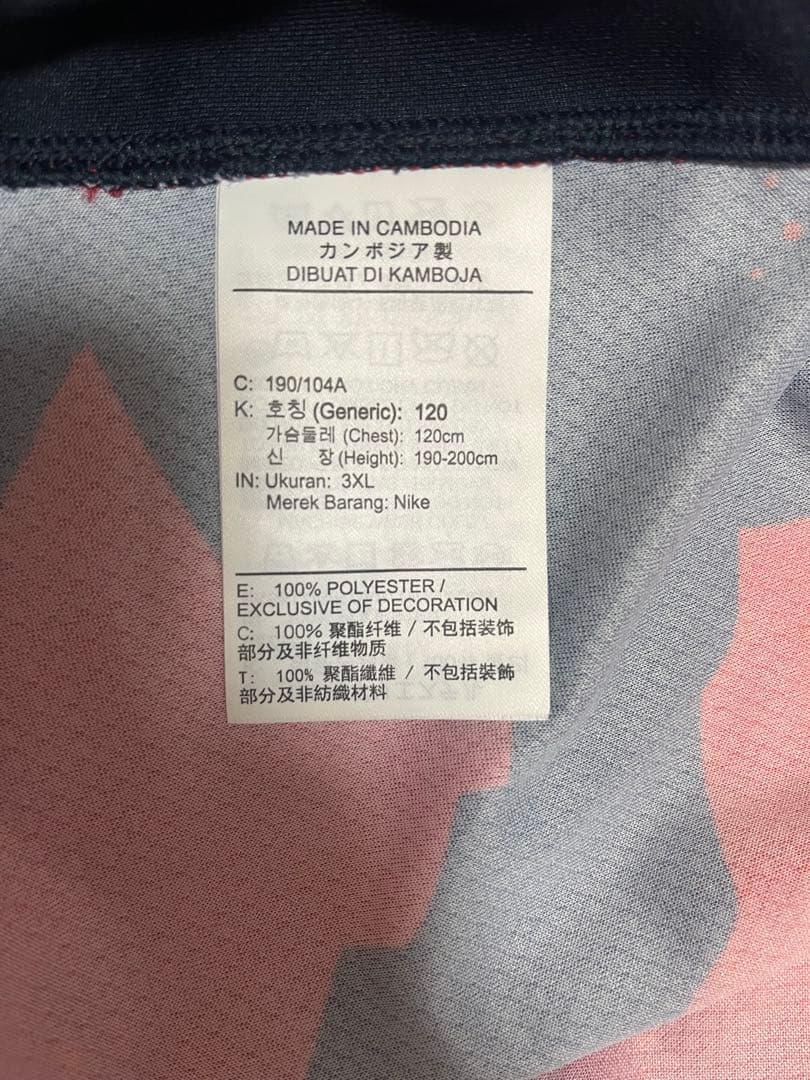 MADE IN CAMBODIA
カンボジア製
DIBUAT DI KAMBOJA
C: 190/104A
K: 호칭 (Generic): 120
가슴둘레 (Chest): 120cm
신 장 (Height): 190-200cm
IN: Ukuran: 3XL
Merek Barang: Nike
E: 100% POLYESTER /
EXCLUSIVE OF DECORATION
C: 100% 聚酯纤维 / 不包括装饰
部分及非纤维物质
T: 100% 聚酯纖維 / 不包括裝飾
部分及非紡織材料